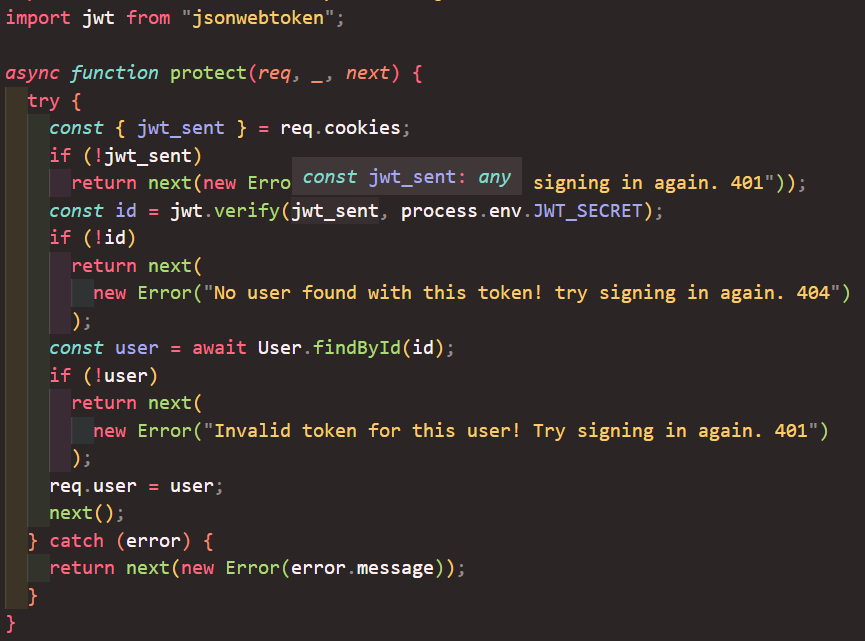 import jwt from "jsonwebtoken";
async function protect(req, _, next) {
try {
const { jwt_sent } = req.cookies;
if (!jwt_sent)
return next(new Erro
const jwt_sent: any
signing in again. 401"));
const id = jwt.verify(jwt_sent, process.env.JWT_SECRET);
if (!id)
return next(
new Error("No user found with this token! try signing in again. 404")
);
const user = await User.findById(id);
if (!user)
return next(
new Error("Invalid token for this user! Try signing in again. 401")
);
req.user = user;
next();
} catch (error) {
return next(new Error(error.message));
}
}